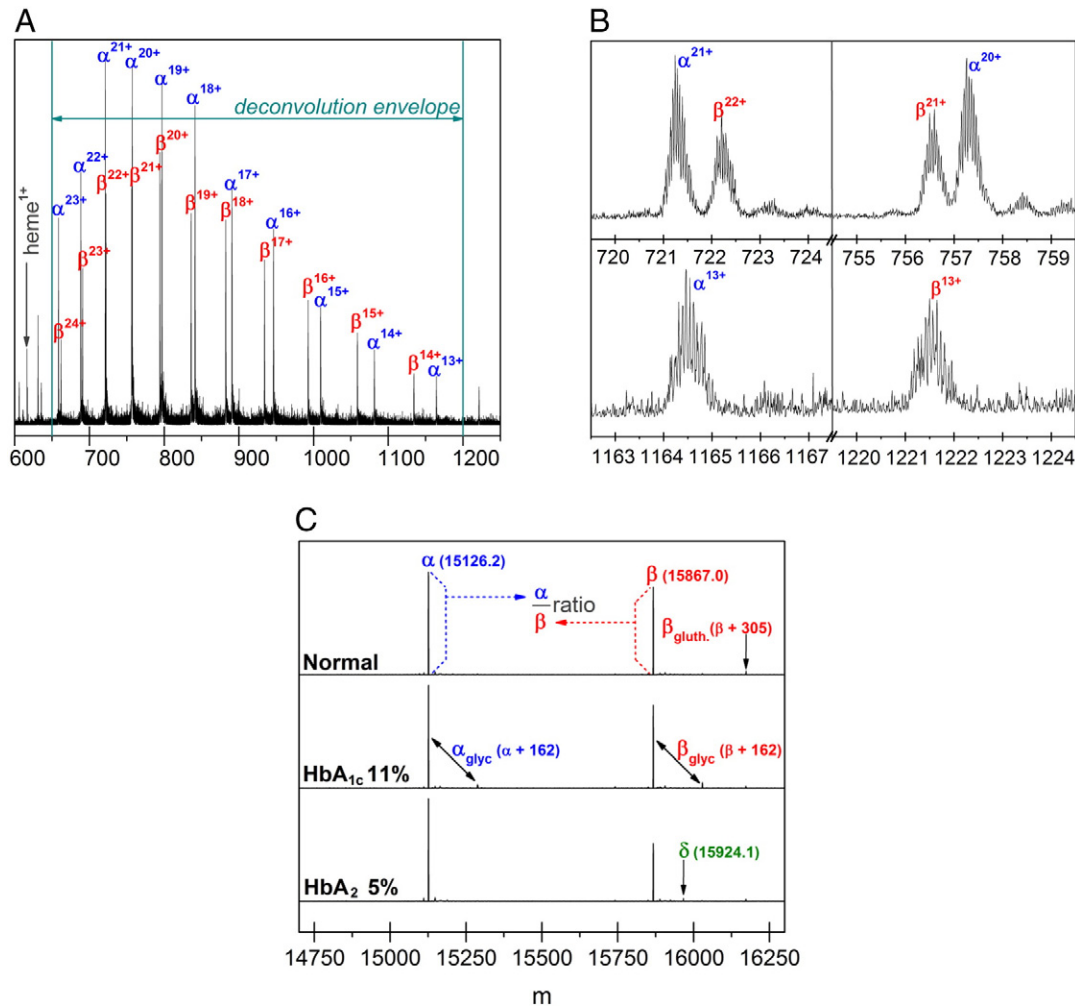 A
α21+
α20+
α19+
α18+
deconvolution envelope
β20+
α22+
β22+
β21+
α17+
α23+
β19+
β18+
α16+
heme1+
β23+
β17+
β16+
α15+
β24+
β15+
α14+
β14+
α13+
600 700 800 900 1000 1100 1200
B
α21+
α20+
β22+
β21+
720 721 722 723 724 755 756 757 758 759
α13+
β13+
1163 1164 1165 1166 1167 1220 1221 1222 1223 1224
C
α (15126.2)
β (15867.0)
α
ratio
β
βgluth. (β + 305)
Normal
αglyc (α + 162)
βglyc (β + 162)
HbA1c 11%
δ (15924.1)
HbA2 5%
14750 15000 15250 15500 15750 16000 16250
m